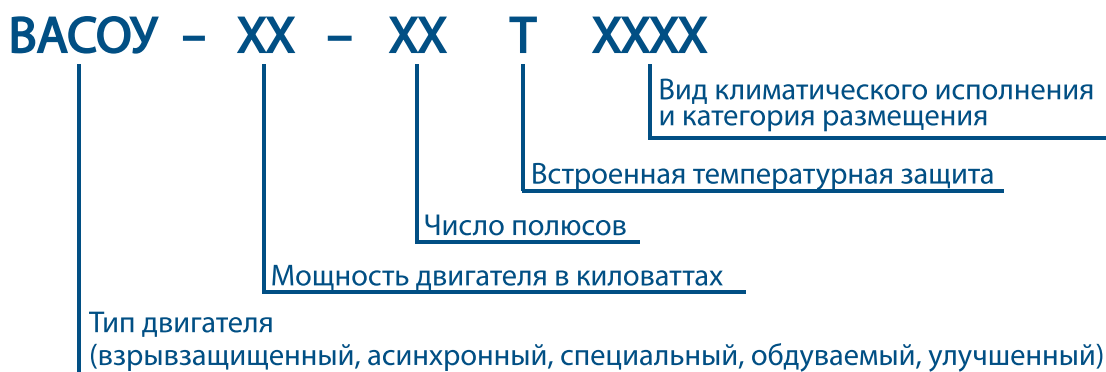 ВАСОУ – ХХ – ХХ Т ХХХХ
Вид климатического исполнения
и категория размещения
Встроенная температурная защита
Число полюсов
Мощность двигателя в киловаттах
Тип двигателя
(взрывзащищенный, асинхронный, специальный, обдуваемый, улучшенный)